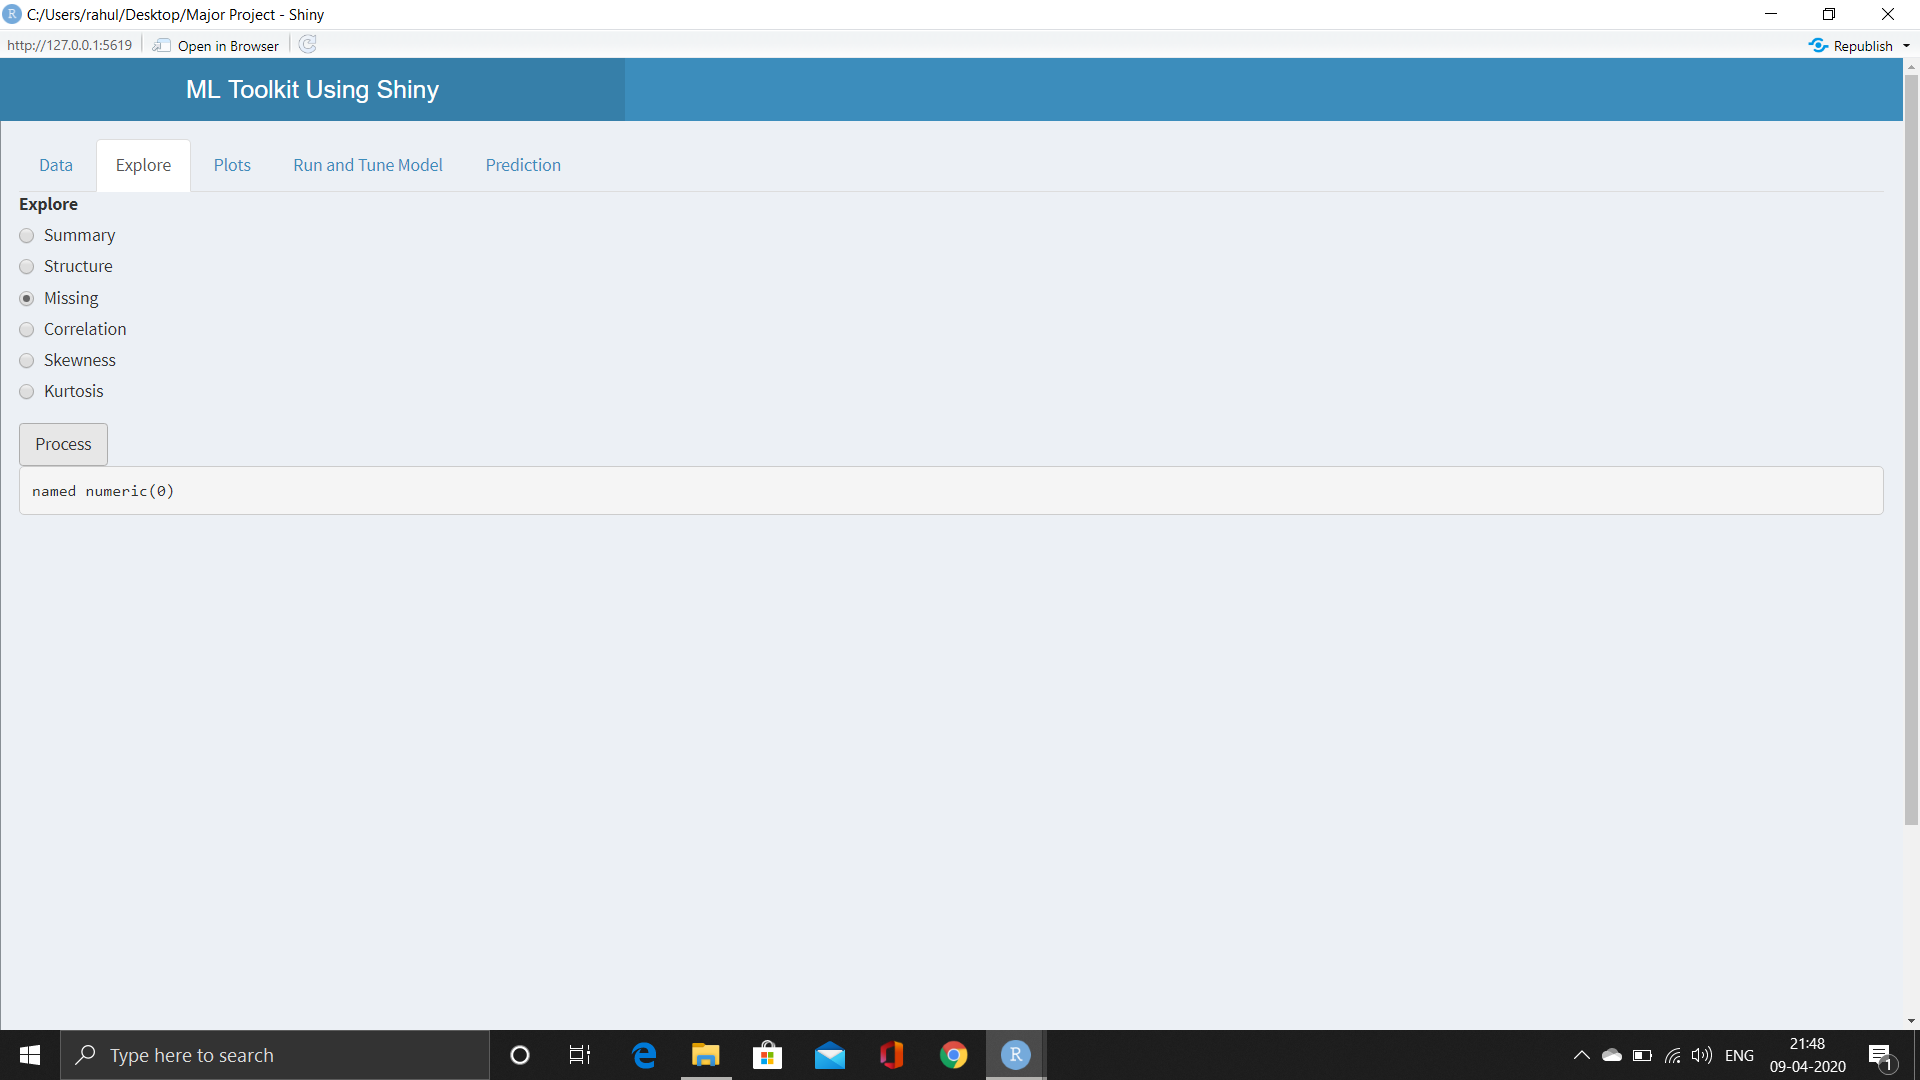 R C:/Users/rahul/Desktop/Major Project - Shiny
http://127.0.0.1:5619 Open in Browser Republish
ML Toolkit Using Shiny
Data Explore Plots Run and Tune Model Prediction
Explore
Summary
Structure
Missing
Correlation
Skewness
Kurtosis
Process
named numeric(0)
Type here to search R ENG 21:48
09-04-2020 1